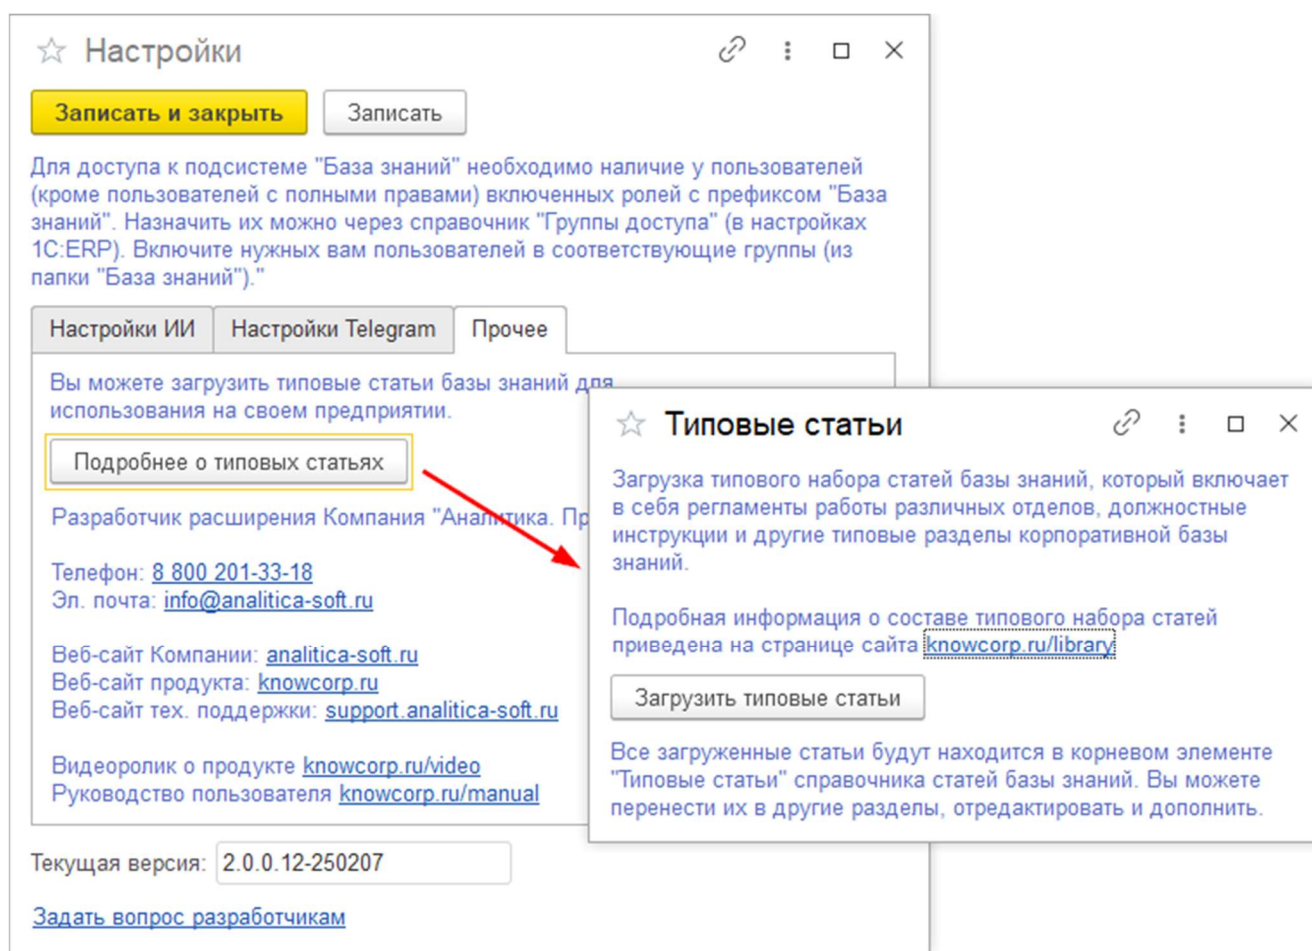 Настройки
Записать и закрыть
Записать
Для доступа к подсистеме "База знаний" необходимо наличие у пользователей
(кроме пользователей с полными правами) включенных ролей с префиксом "База
знаний". Назначить их можно через справочник "Группы доступа" (в настройках
1С:ERP). Включите нужных вам пользователей в соответствующие группы (из
папки "База знаний")."
Настройки ИИ
Настройки Telegram
Прочее
Вы можете загрузить типовые статьи базы знаний для
использования на своем предприятии.
Подробнее о типовых статьях
Разработчик расширения Компания "Аналитика. Пр
Телефон: 8 800 201-33-18
Эл. почта: info@analitica-soft.ru
Веб-сайт Компании: analitica-soft.ru
Веб-сайт продукта: knowcorp.ru
Веб-сайт тех. поддержки: support.analitica-soft.ru
Видеоролик о продукте knowcorp.ru/video
Руководство пользователя knowcorp.ru/manual
Текущая версия: 2.0.0.12-250207
Задать вопрос разработчикам
Типовые статьи
Загрузка типового набора статей базы знаний, который включает
в себя регламенты работы различных отделов, должностные
инструкции и другие типовые разделы корпоративной базы
знаний.
Подробная информация о составе типового набора статей
приведена на странице сайта knowcorp.ru/library
Загрузить типовые статьи
Все загруженные статьи будут находится в корневом элементе
"Типовые статьи" справочника статей базы знаний. Вы можете
перенести их в другие разделы, отредактировать и дополнить.